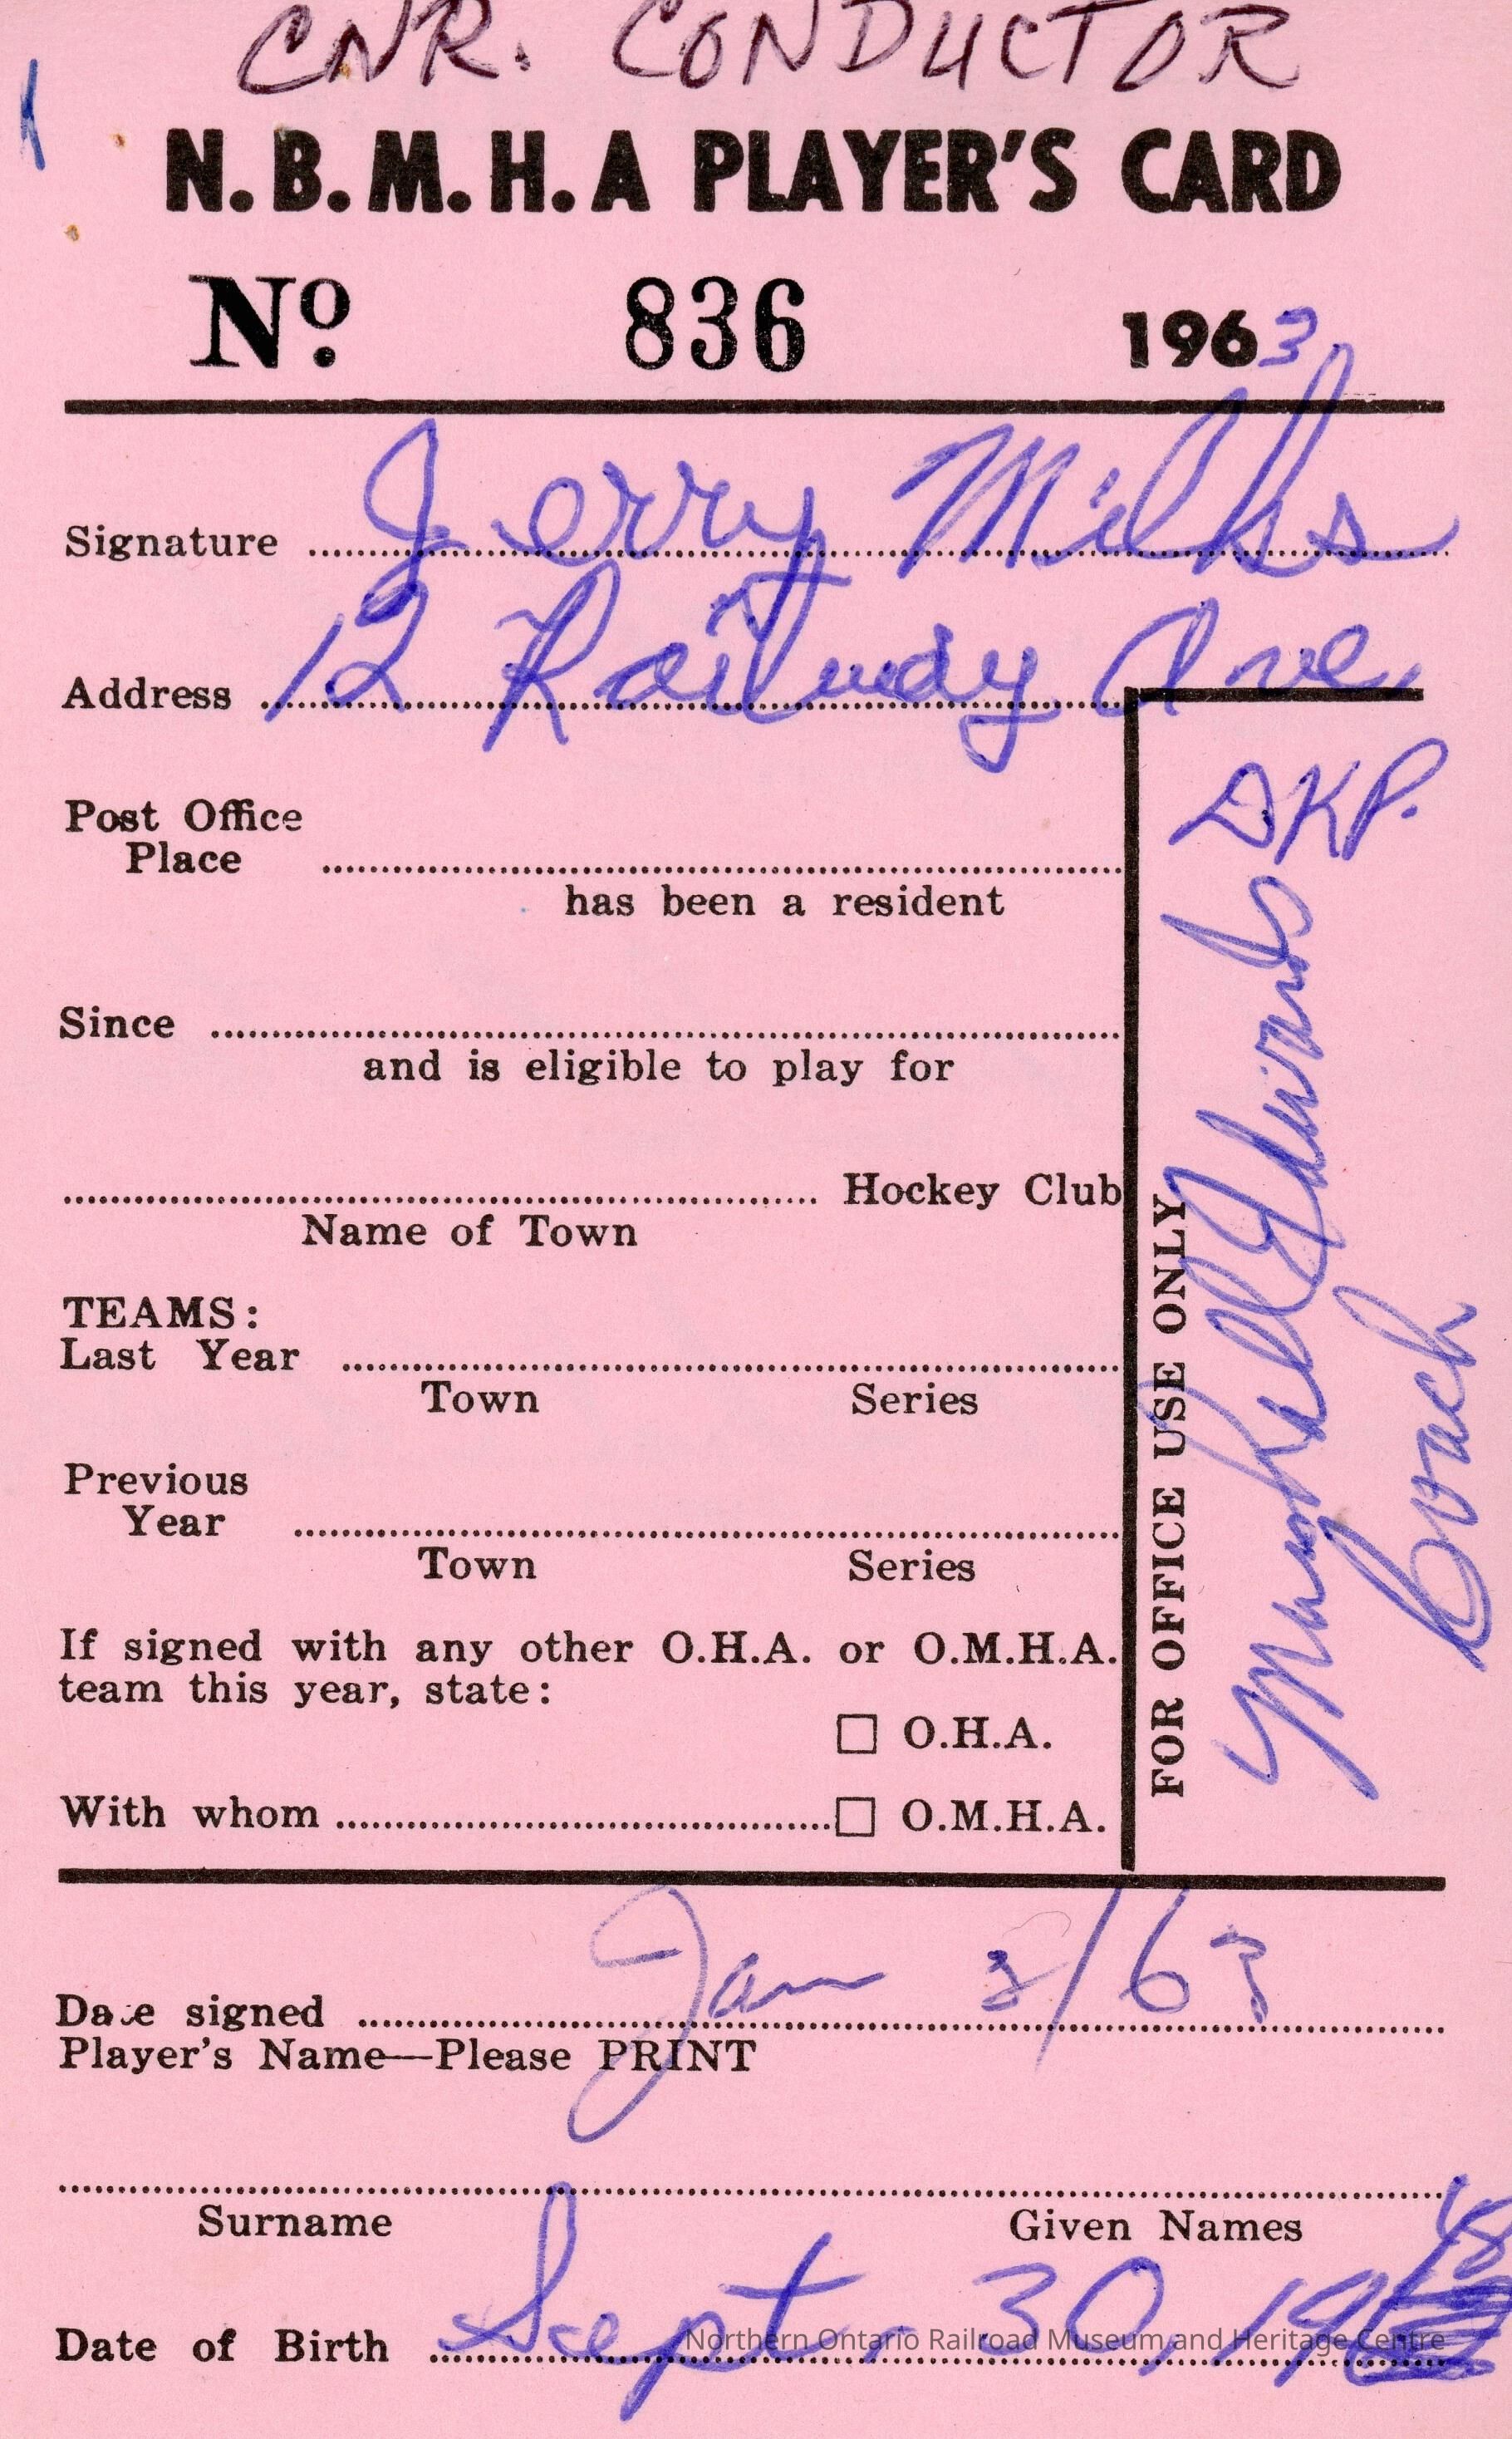 CNR. CONDUCTOR
N.B.M.H.A PLAYER'S CARD
No. 836 1963
Signature Jerry Milks
Address 12 Railway Ave,
Post Office
Place
has been a resident
Since
and is eligible to play for
Hockey Club
Name of Town
TEAMS:
Last Year
Town Series
Previous
Year
Town Series
If signed with any other O.H.A. or O.M.H.A.
team this year, state:
O.H.A.
With whom O.M.H.A.
FOR OFFICE USE ONLY
DKP.
Marshall Edwards
Coach
Date signed Jan /63
Player's Name—Please PRINT
Surname Given Names
48
Date of Birth Sept. 30, 19
Northern Ontario Railroad Museum and Heritage Centre